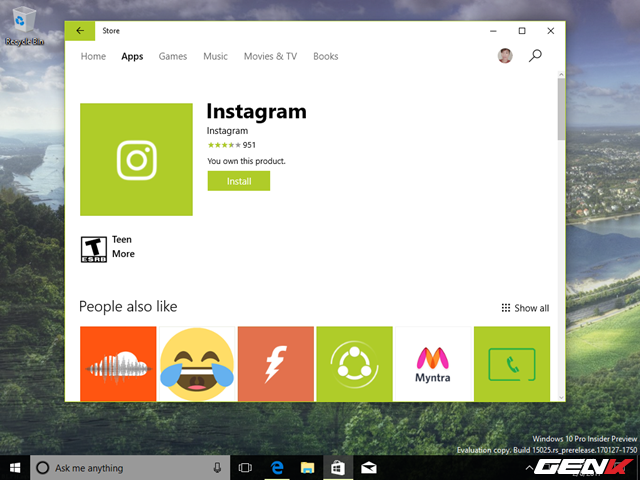 Recycle Bin
Store
Home Apps Games Music Movies & TV Books
Instagram
Instagram
951
You own this product.
Install
T
ESRB
Teen
More
People also like
Show all
Myntra
Windows 10 Pro Insider Preview
Evaluation copy. Build 15025.rs_prerelease.170127-1750
Ask me anything
GENK